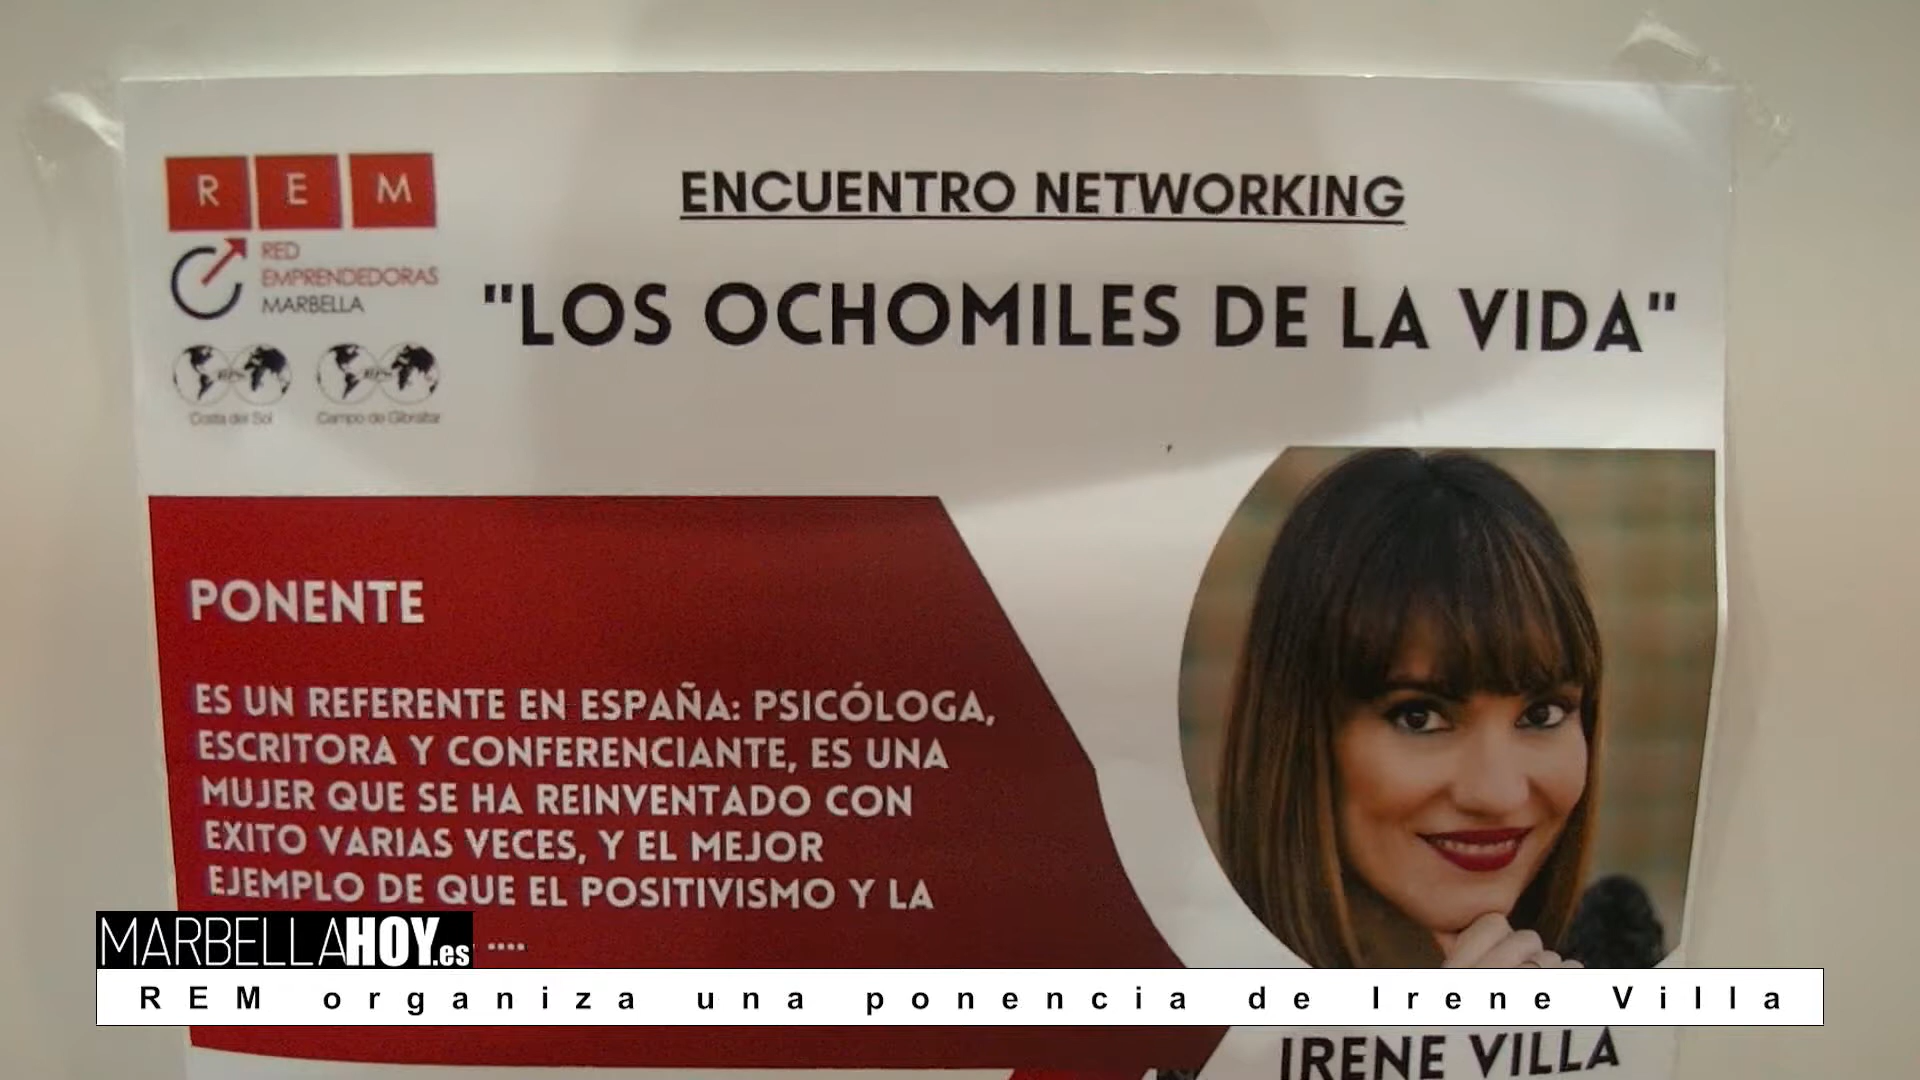 R E M
RED
EMPRENDEDORAS
MARBELLA
Costa del Sol
Campo de Gibraltar
ENCUENTRO NETWORKING
"LOS OCHOMILES DE LA VIDA"
PONENTE
ES UN REFERENTE EN ESPAÑA: PSICÓLOGA,
ESCRITORA Y CONFERENCIANTE, ES UNA
MUJER QUE SE HA REINVENTADO CON
EXITO VARIAS VECES, Y EL MEJOR
EJEMPLO DE QUE EL POSITIVISMO Y LA
....
IRENE VILLA
MARBELLAHOY.es
REM organiza una ponencia de Irene Villa